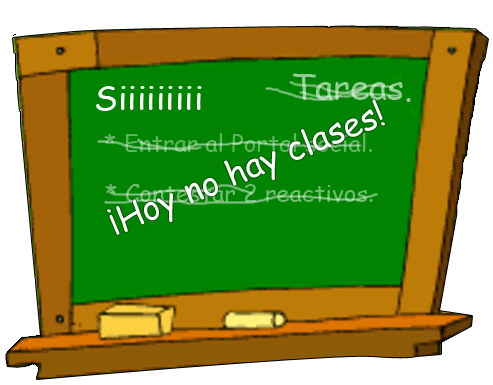 Siiiiiiiii
Tareas.
* Entrar al Portal social.
¡Hoy no hay clases!
* Contestar 2 reactivos.